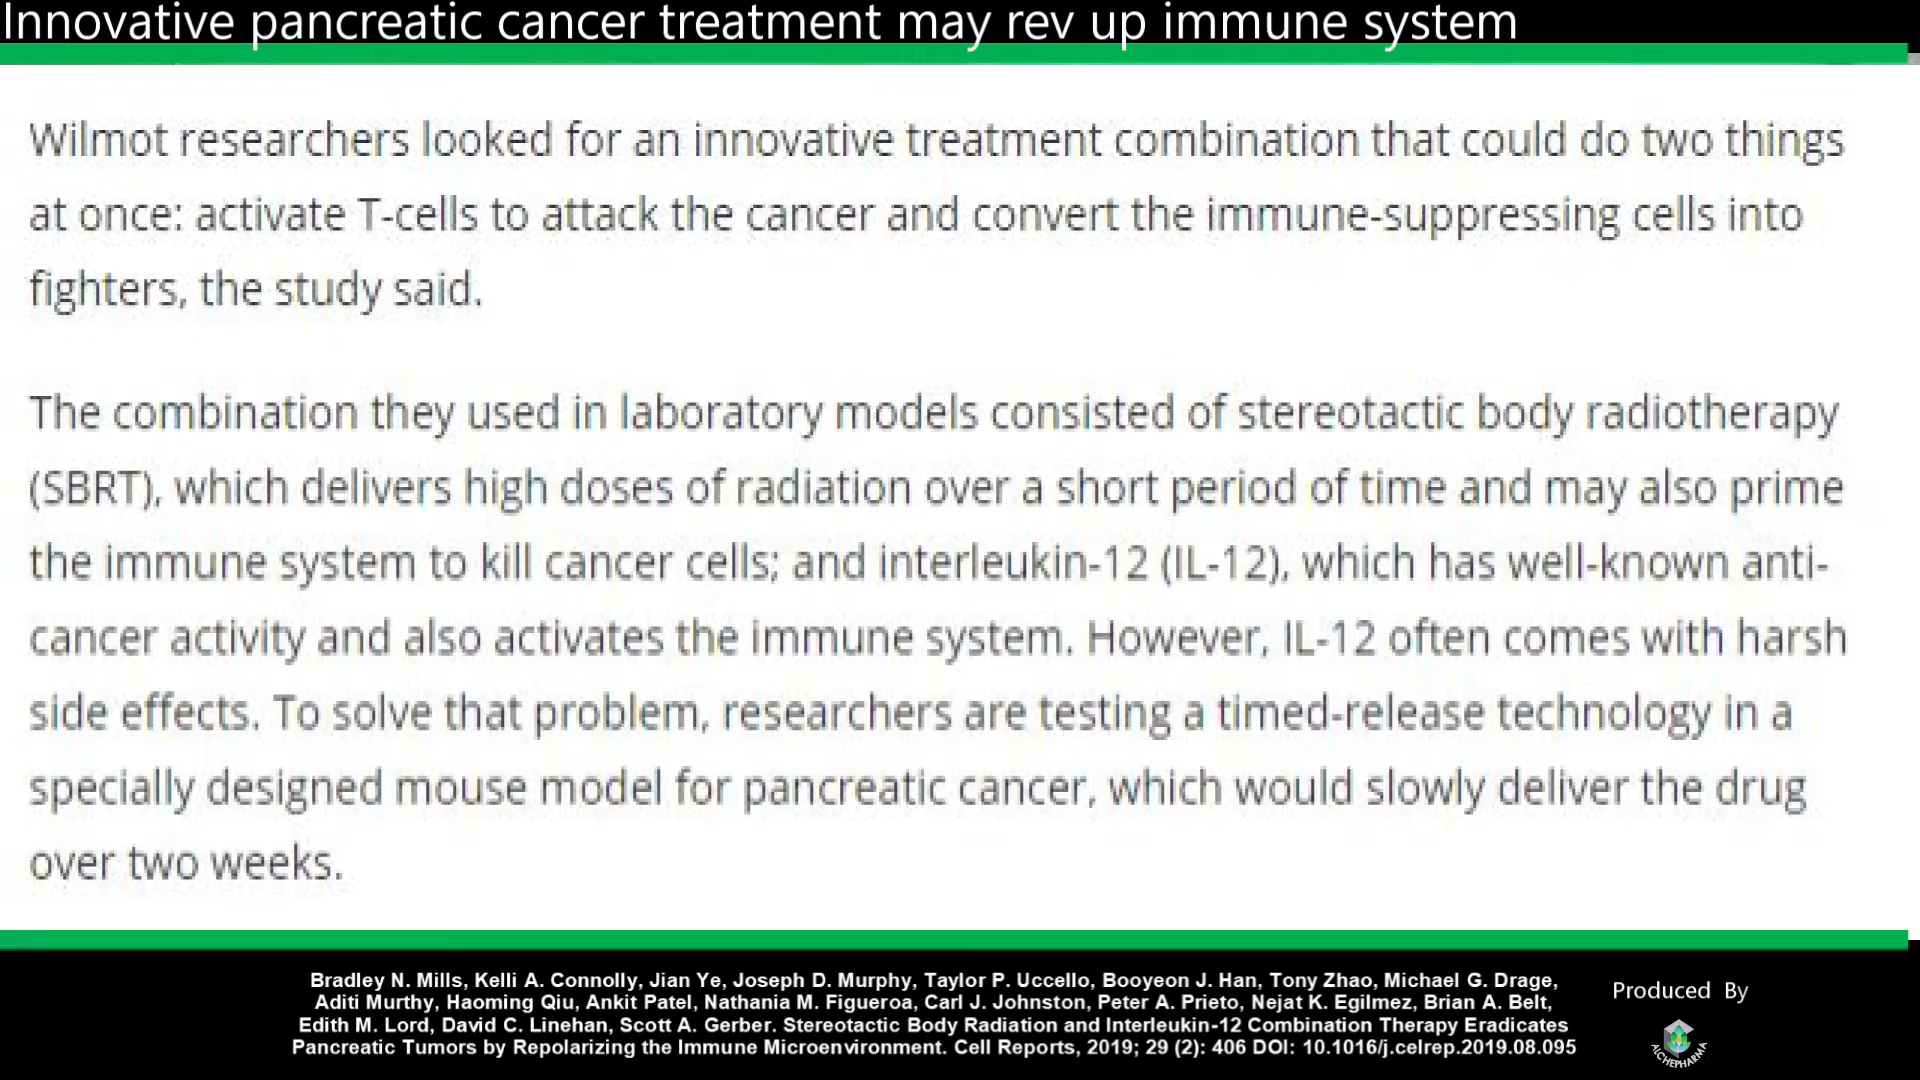 Innovative pancreatic cancer treatment may rev up immune system
Wilmot researchers looked for an innovative treatment combination that could do two things
at once: activate T-cells to attack the cancer and convert the immune-suppressing cells into
fighters, the study said.
The combination they used in laboratory models consisted of stereotactic body radiotherapy
(SBRT), which delivers high doses of radiation over a short period of time and may also prime
the immune system to kill cancer cells; and interleukin-12 (IL-12), which has well-known anti-
cancer activity and also activates the immune system. However, IL-12 often comes with harsh
side effects. To solve that problem, researchers are testing a timed-release technology in a
specially designed mouse model for pancreatic cancer, which would slowly deliver the drug
over two weeks.
Bradley N. Mills, Kelli A. Connolly, Jian Ye, Joseph D. Murphy, Taylor P. Uccello, Booyeon J. Han, Tony Zhao, Michael G. Drage,
Aditi Murthy, Haoming Qiu, Ankit Patel, Nathania M. Figueroa, Carl J. Johnston, Peter A. Prieto, Nejat K. Egilmez, Brian A. Belt,
Edith M. Lord, David C. Linehan, Scott A. Gerber. Stereotactic Body Radiation and Interleukin-12 Combination Therapy Eradicates
Pancreatic Tumors by Repolarizing the Immune Microenvironment. Cell Reports, 2019; 29 (2): 406 DOI: 10.1016/j.celrep.2019.08.095
Produced By
AICHEPHARMA